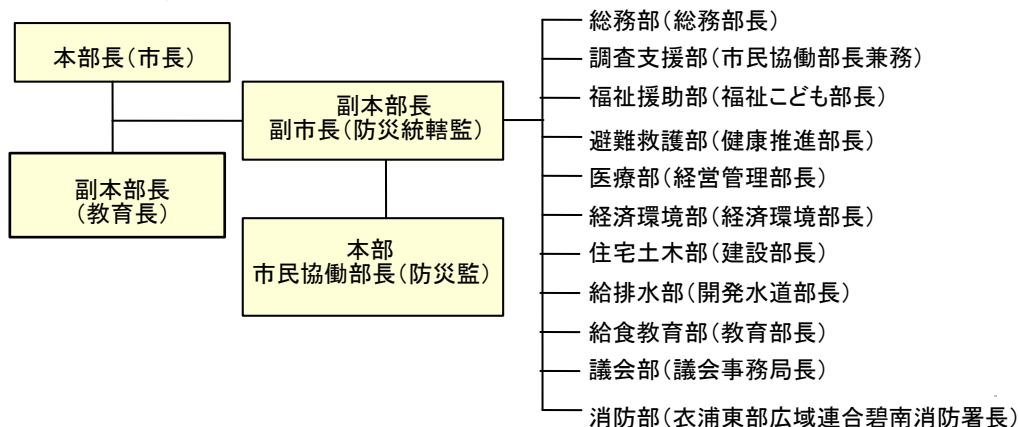 本部長(市長)
副本部長
(教育長)
副本部長
副市長(防災統轄監)
本部
市民協働部長(防災監)
総務部(総務部長)
調査支援部(市民協働部長兼務)
福祉援助部(福祉こども部長)
避難救護部(健康推進部長)
医療部(経営管理部長)
経済環境部(経済環境部長)
住宅土木部(建設部長)
給排水部(開発水道部長)
給食教育部(教育部長)
議会部(議会事務局長)
消防部(衣浦東部広域連合碧南消防署長)